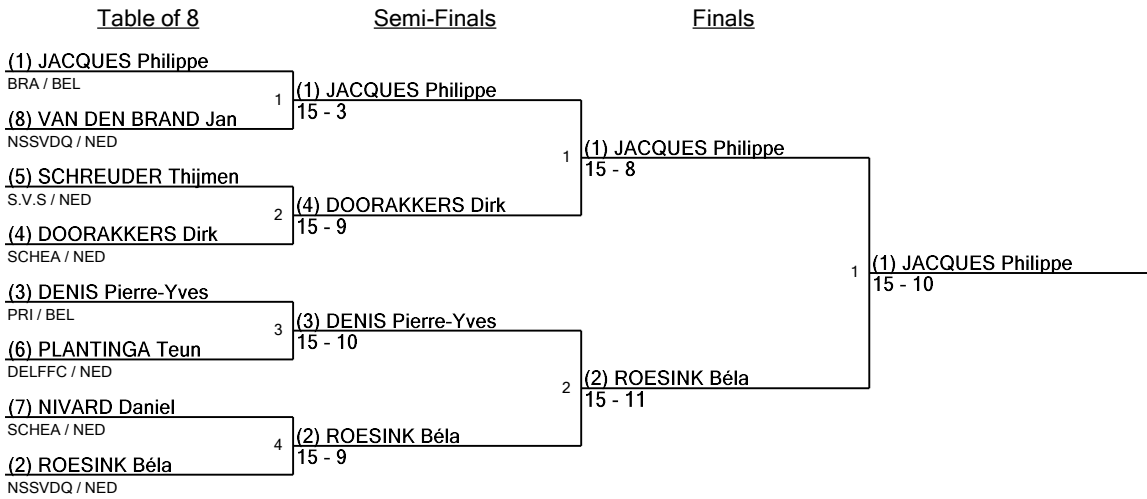 Table of 8
Semi-Finals
Finals
(1) JACQUES Philippe
BRA / BEL
1
(8) VAN DEN BRAND Jan
NSSVDQ / NED
(5) SCHREUDER Thijmen
S.V.S / NED
2
(4) DOORAKKERS Dirk
SCHEA / NED
(3) DENIS Pierre-Yves
PRI / BEL
3
(6) PLANTINGA Teun
DELFFC / NED
(7) NIVARD Daniel
SCHEA / NED
4
(2) ROESINK Béla
NSSVDQ / NED
(1) JACQUES Philippe
15 - 3
1
(4) DOORAKKERS Dirk
15 - 9
(3) DENIS Pierre-Yves
15 - 10
2
(2) ROESINK Béla
15 - 9
(1) JACQUES Philippe
15 - 8
1
(2) ROESINK Béla
15 - 11
(1) JACQUES Philippe
15 - 10